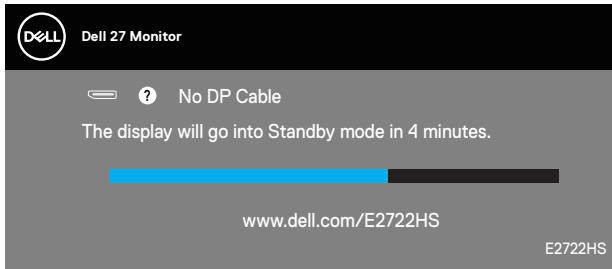 DELL
Dell 27 Monitor
? No DP Cable
The display will go into Standby mode in 4 minutes.
www.dell.com/E2722HS
E2722HS